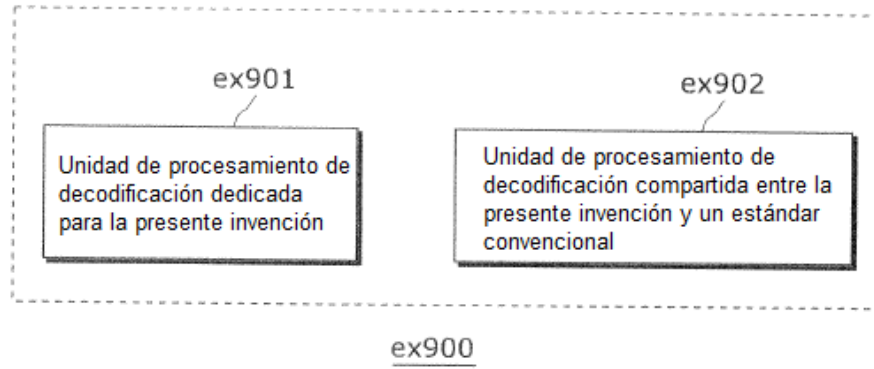 ex901
ex902
Unidad de procesamiento de
decodificación dedicada
para la presente invención
Unidad de procesamiento de
decodificación compartida entre la
presente invención y un estándar
convencional
ex900